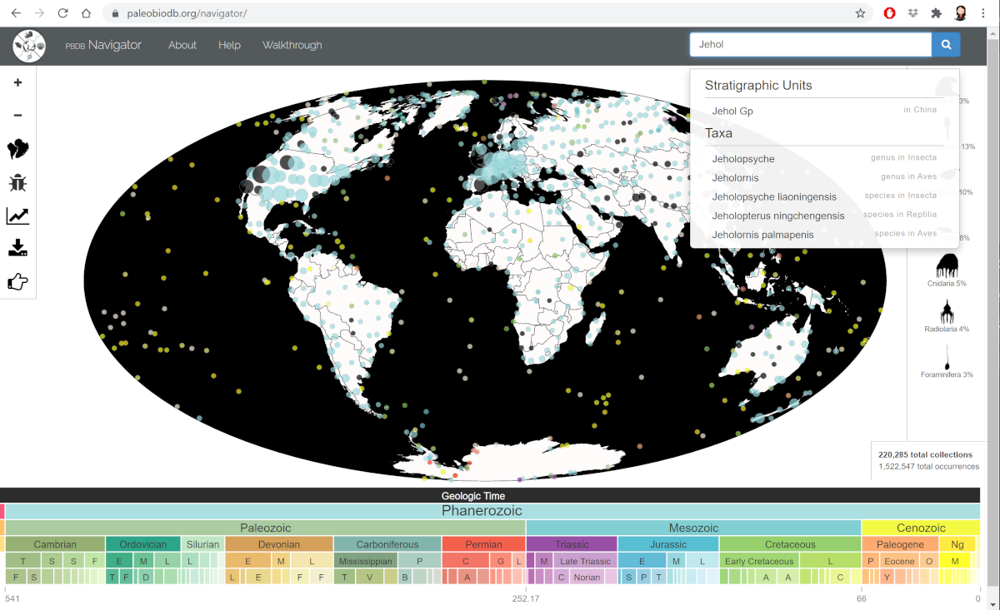 paleobiodb.org/navigator/
PBDB Navigator About Help Walkthrough
Jehol
Stratigraphic Units
Jehol Gp in China
Taxa
Jeholopsyche genus in Insecta
Jeholornis genus in Aves
Jeholopsyche liaoningensis species in Insecta
Jeholopterus ningchengensis species in Reptilia
Jeholornis palmapenis species in Aves
3%
13%
10%
8%
Cnidaria 5%
Radiolaria 4%
Foraminifera 3%
220,285 total collections
1,522,547 total occurrences
Geologic Time
Phanerozoic
Paleozoic Mesozoic Cenozoic
Cambrian Ordovician Silurian Devonian Carboniferous Permian Triassic Jurassic Cretaceous Paleogene Ng
T S S F E M L L E M L Mississippian P C G L M Late Triassic E M L Early Cretaceous L P Eocene O M
F S T F D L E F F T V B A C Norian S P T A A C Y
541 252.17 66 0